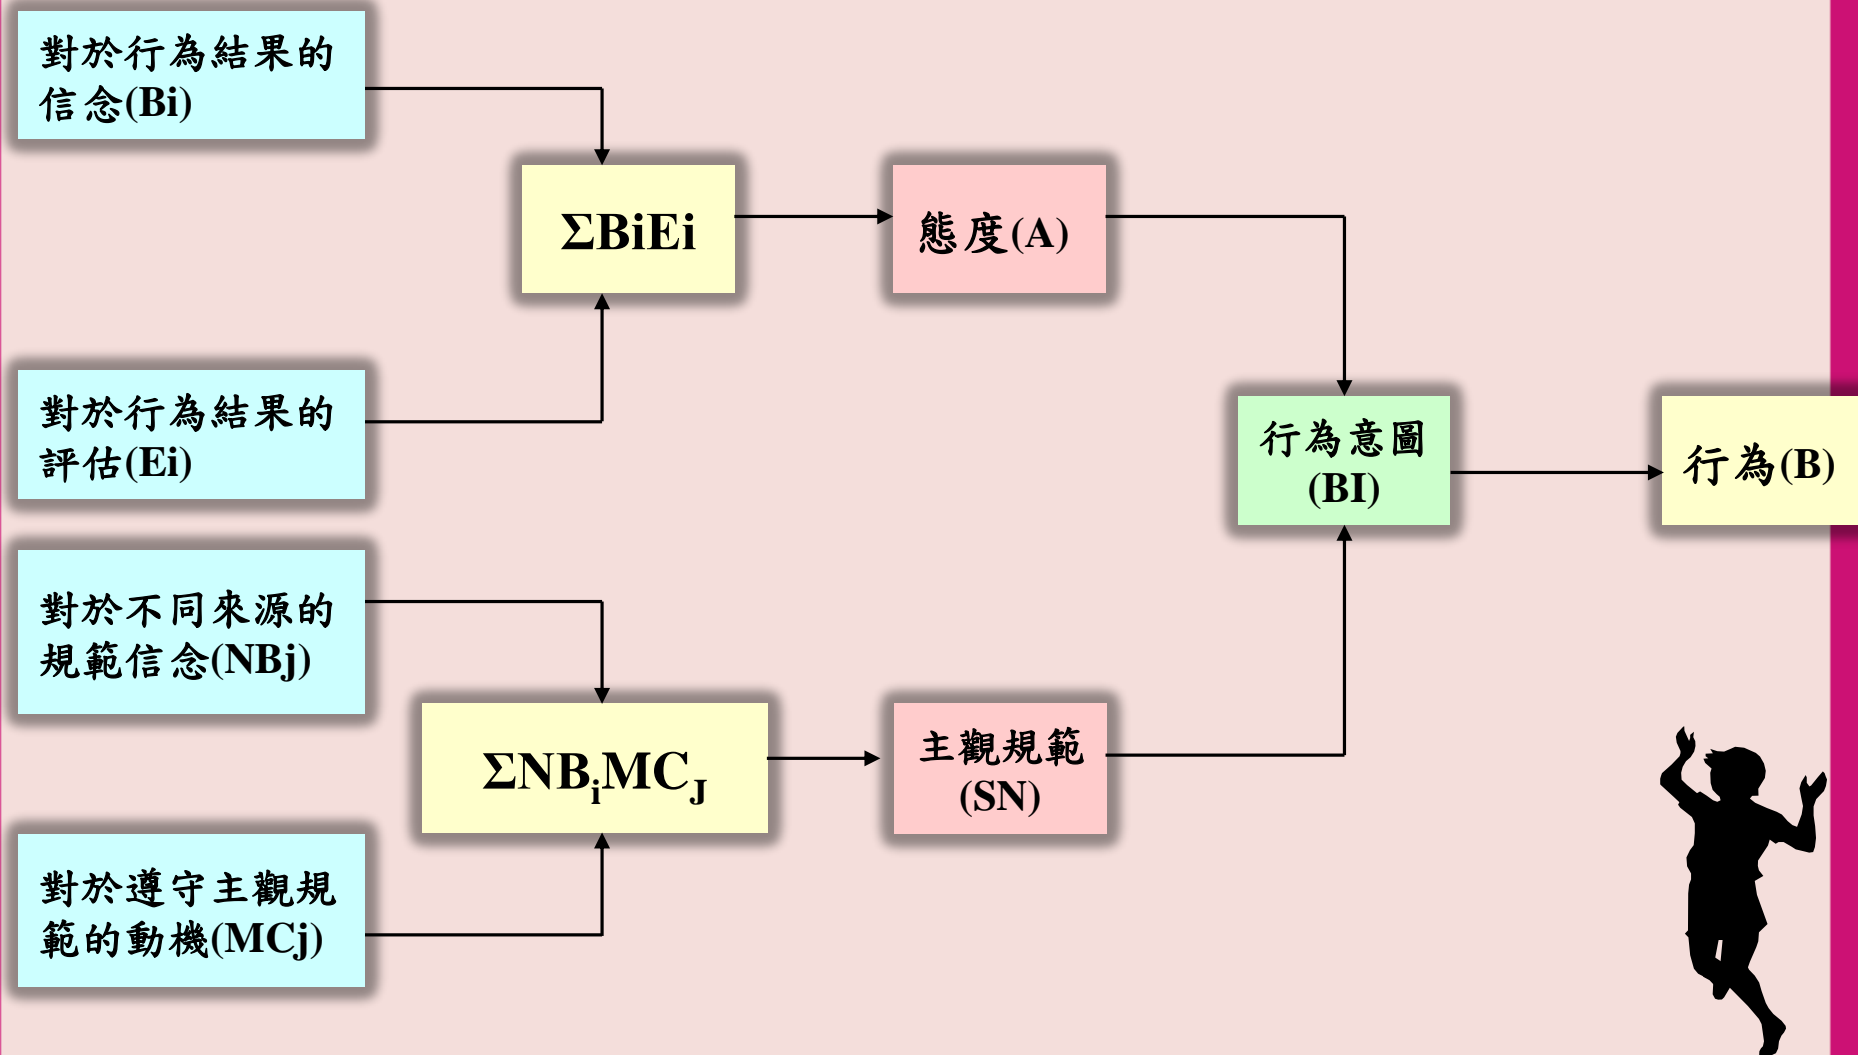 對於行為結果的
信念(Bi)
ΣBiEi
態度(A)
對於行為結果的
評估(Ei)
行為意圖
(BI)
行為(B)
對於不同來源的
規範信念(NBj)
ΣNBiMCJ
主觀規範
(SN)
對於遵守主觀規
範的動機(MCj)